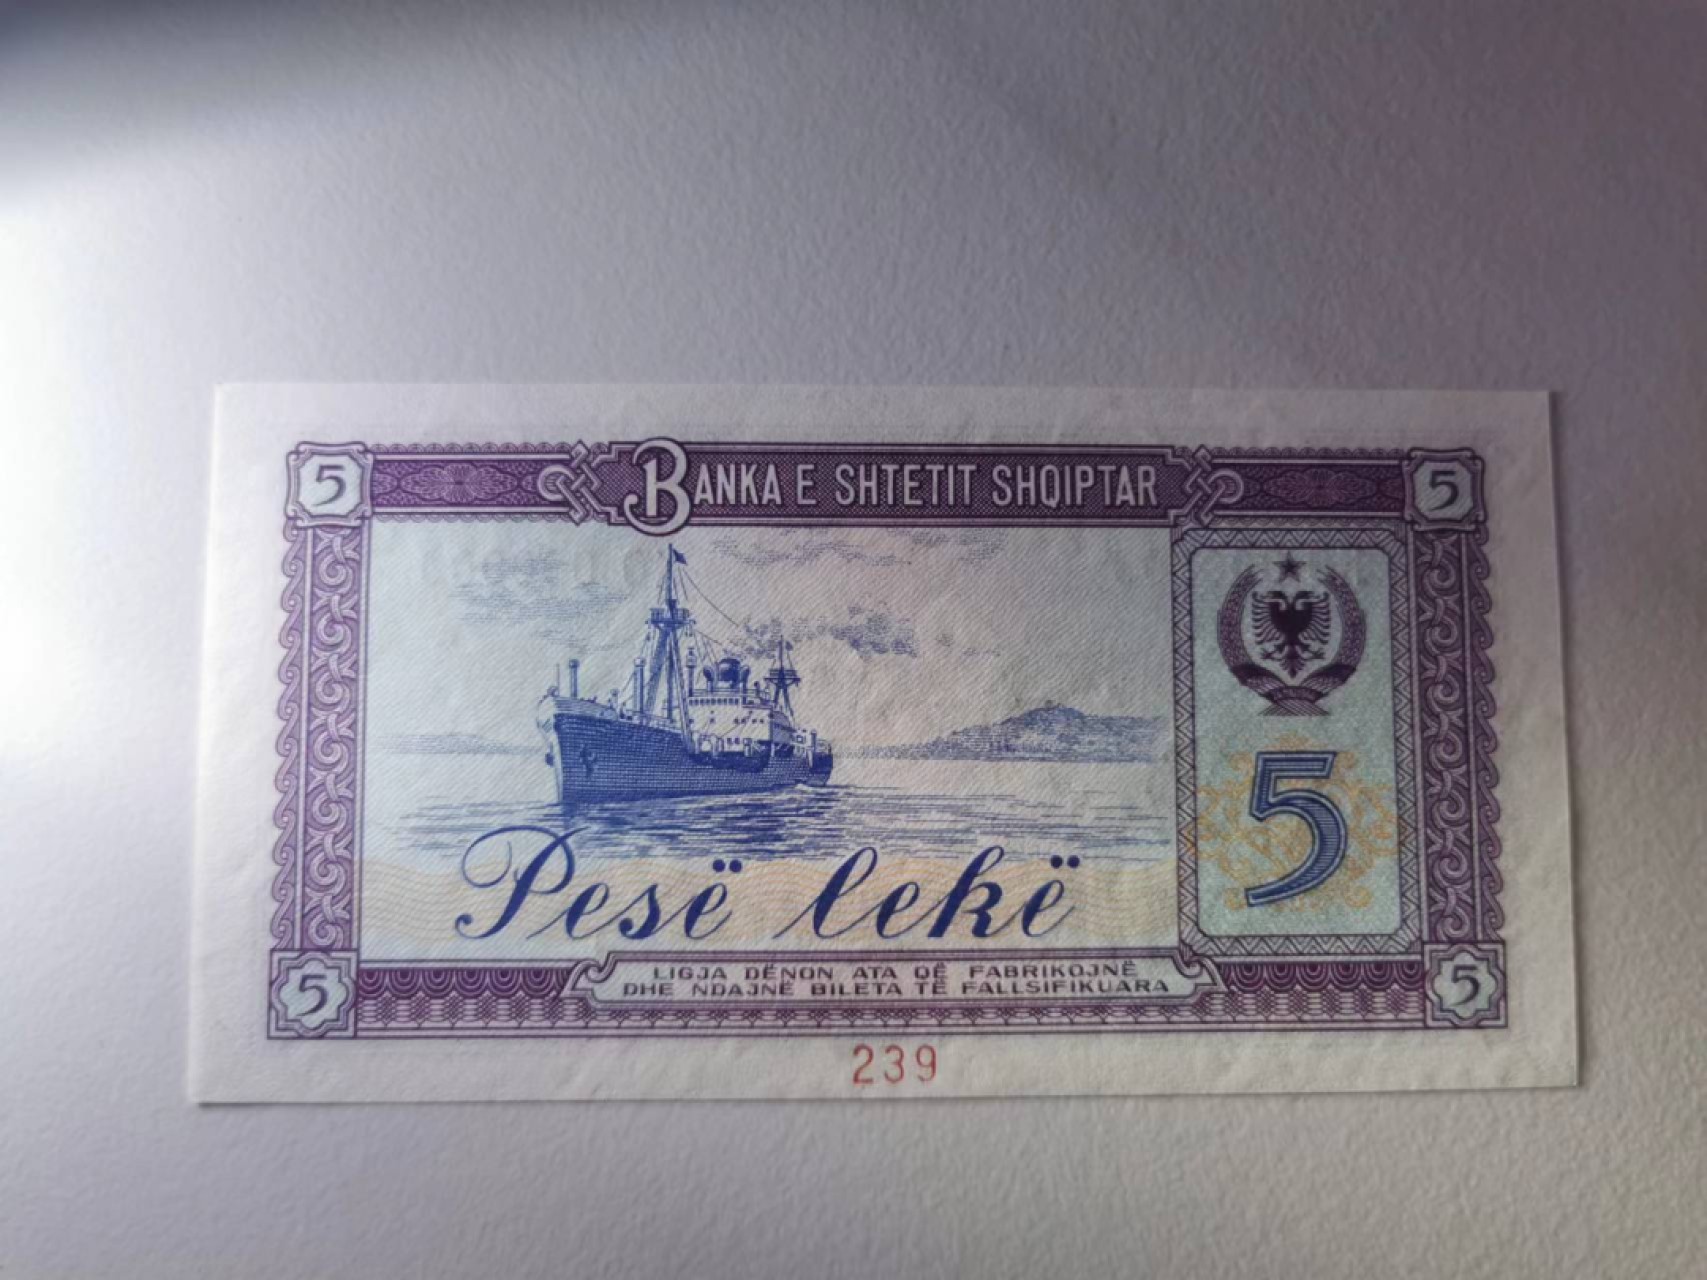 5 BANKA E SHTETIT SHQIPTAR 5
5
Pesë lekë
5 LIGJA DËNON ATA QË FABRIKOJNË 5
DHE NDAJNË BILETA TË FALLSIFIKUARA
239